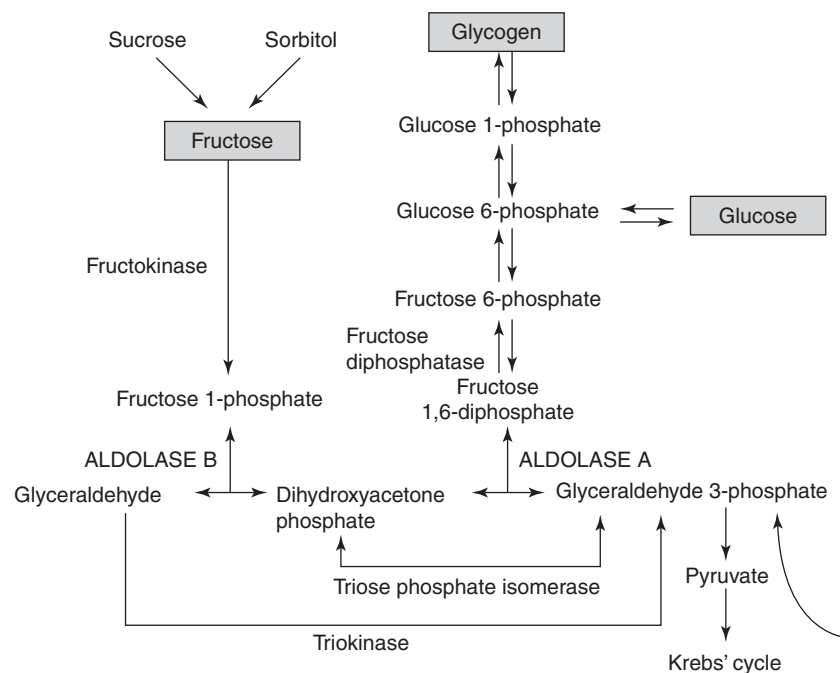 Sucrose
Sorbitol
Glycogen
Fructose
Glucose 1-phosphate
Glucose 6-phosphate
Glucose
Fructokinase
Fructose 6-phosphate
Fructose
diphosphatase
Fructose 1-phosphate
Fructose
1,6-diphosphate
ALDOLASE B
ALDOLASE A
Glyceraldehyde
Dihydroxyacetone
phosphate
Glyceraldehyde 3-phosphate
Triose phosphate isomerase
Pyruvate
Triokinase
Krebs' cycle